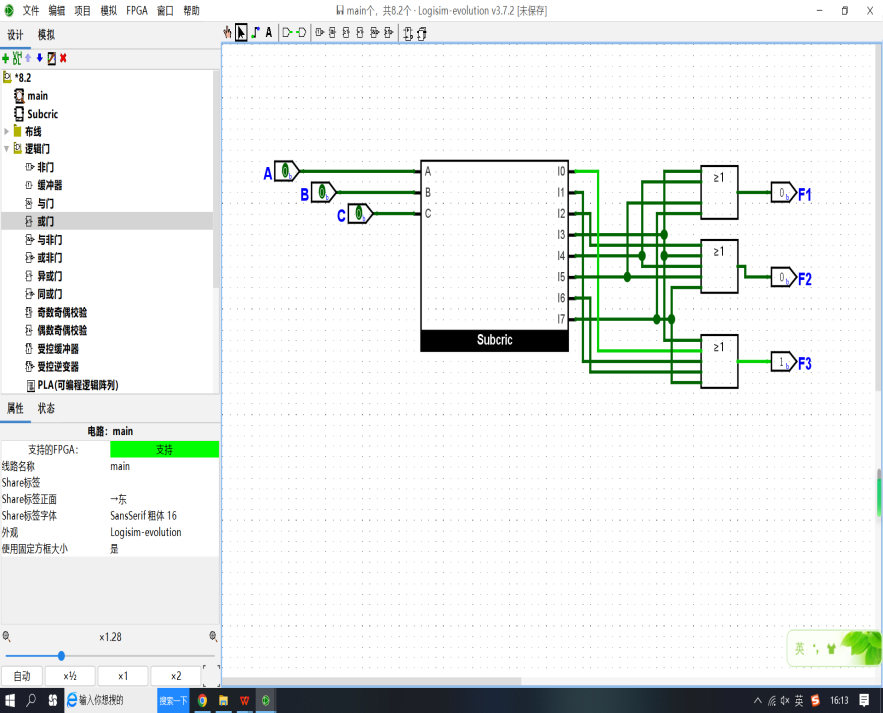 文件 编辑 项目 模拟 FPGA 窗口 帮助
main个，共8.2个 · Logisim-evolution v3.7.2 [未保存]
设计 模拟
*8.2
main
Subcric
布线
逻辑门
非门
缓冲器
与门
或门
与非门
或非门
异或门
同或门
奇数奇偶校验
偶数奇偶校验
受控缓冲器
受控逆变器
PLA(可编程逻辑阵列)
属性 状态
电路：main
支持的FPGA： 支持
线路名称 main
Share标签
Share标签正面 →东
Share标签字体 SansSerif 粗体 16
外观 Logisim-evolution
使用固定方框大小 是
×1.28
自动 ×½ ×1 ×2
A 0 b
B 0 b
C 0 b
A I0
B I1
C I2
I3
I4
I5
I6
I7
Subcric
≥1
≥1
≥1
0 b F1
0 b F2
1 b F3
英
输入你想搜的 搜索一下
英 16:13